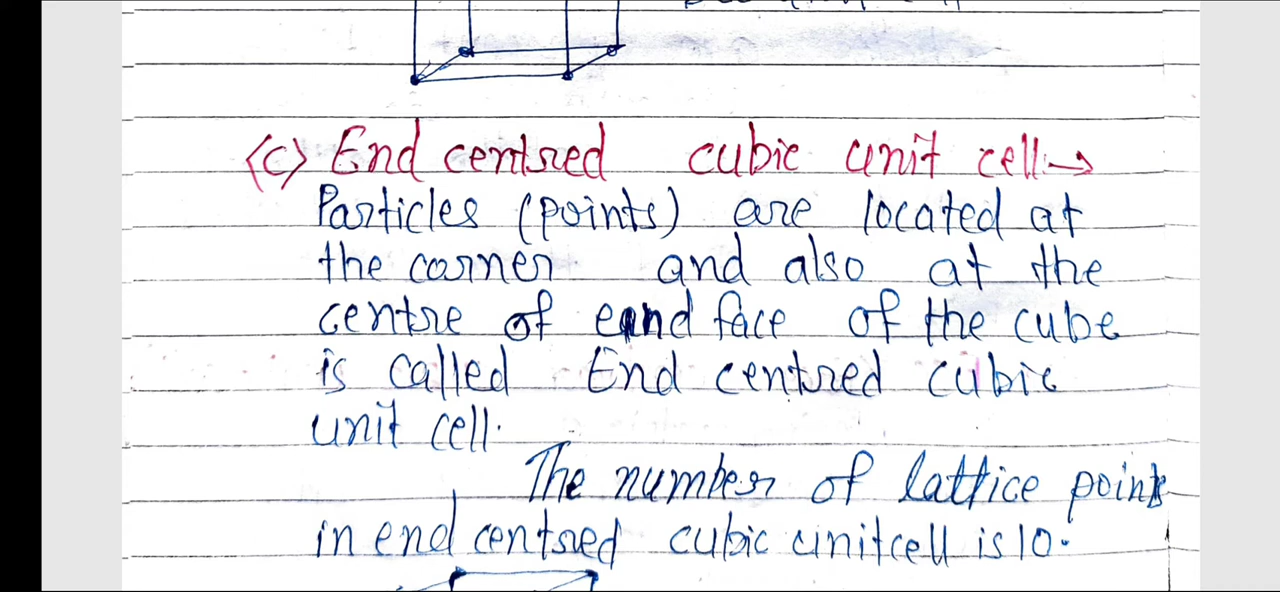 (C) End centred cubic unit cell:→
Particles (points) are located at
the corner and also at the
centre of end face of the cube
is called End centred cubic
unit cell.
The number of lattice points
in end centred cubic unitcell is 10.